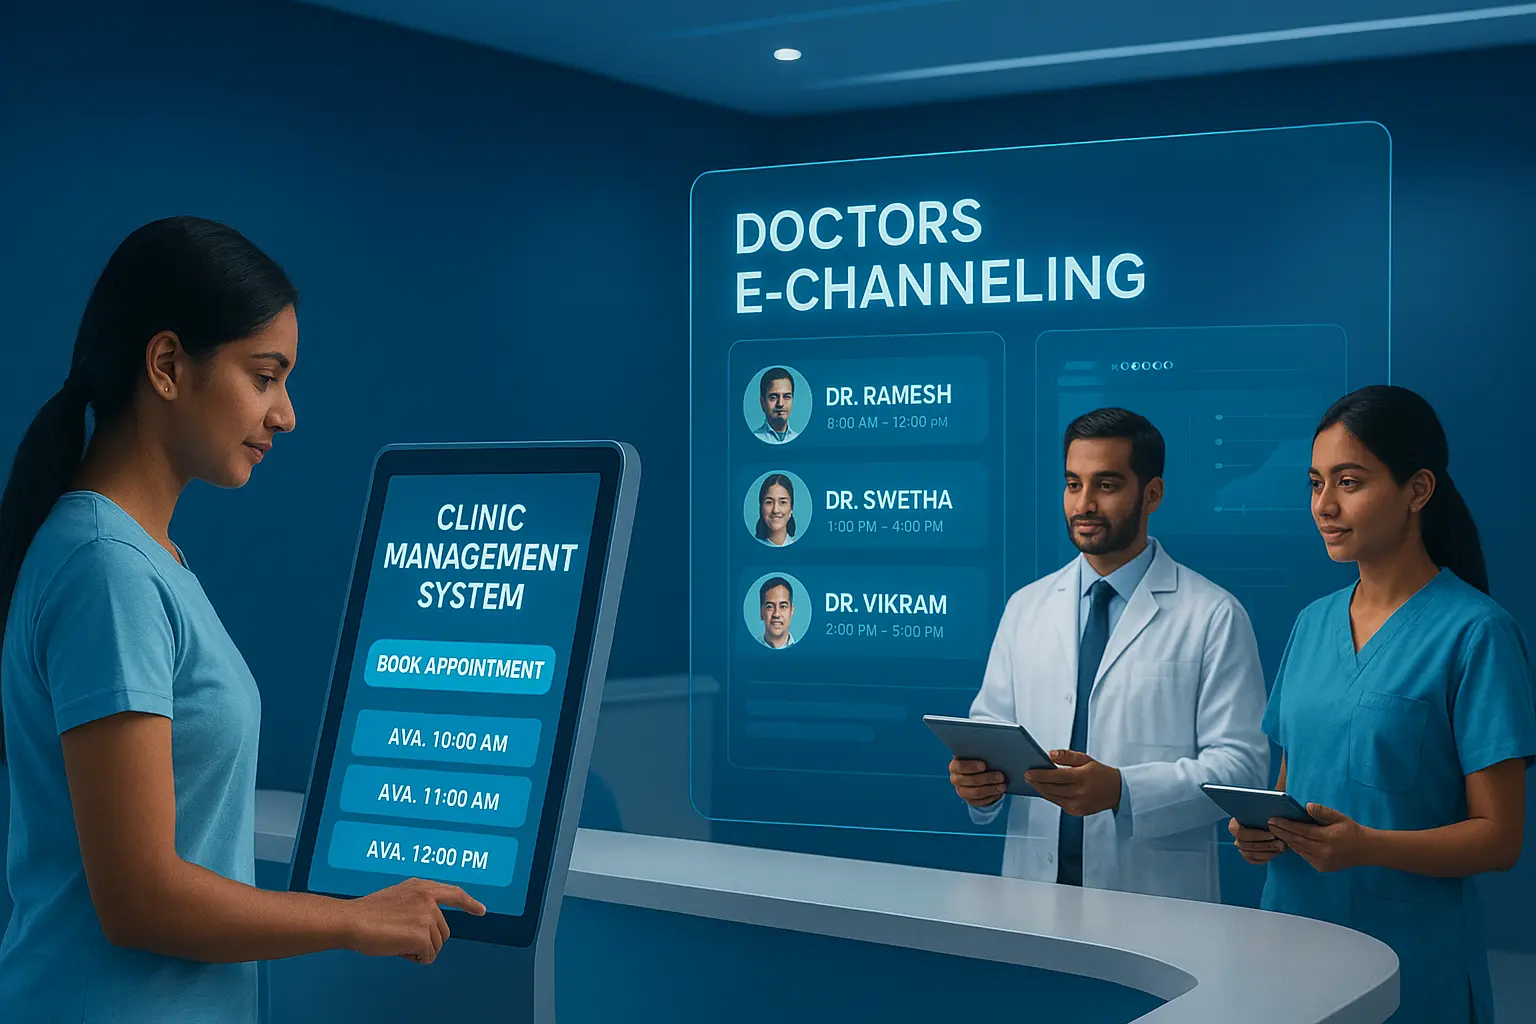 CLINIC
MANAGEMENT
SYSTEM
BOOK APPOINTMENT
AVA. 10:00 AM
AVA. 11:00 AM
AVA. 12:00 PM
DOCTORS
E-CHANNELING
DR. RAMESH
8:00 AM – 12:00 PM
DR. SWETHA
1:00 PM – 4:00 PM
DR. VIKRAM
2:00 PM – 5:00 PM